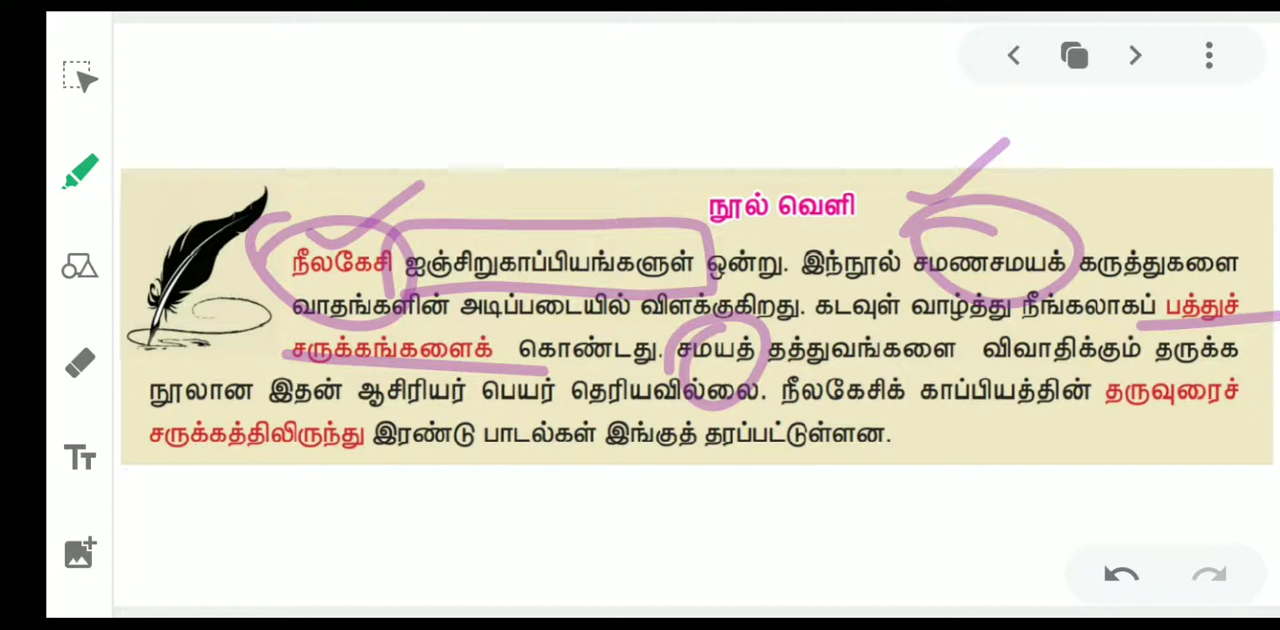 நூல் வெளி
நீலகேசி ஐஞ்சிறுகாப்பியங்களுள் ஒன்று. இந்நூல் சமணசமயக் கருத்துகளை
வாதங்களின் அடிப்படையில் விளக்குகிறது. கடவுள் வாழ்த்து நீங்கலாகப் பத்துச்
சருக்கங்களைக் கொண்டது. சமயத் தத்துவங்களை விவாதிக்கும் தருக்க
நூலான இதன் ஆசிரியர் பெயர் தெரியவில்லை. நீலகேசிக் காப்பியத்தின் தருவுரைச்
சருக்கத்திலிருந்து இரண்டு பாடல்கள் இங்குத் தரப்பட்டுள்ளன.
TT